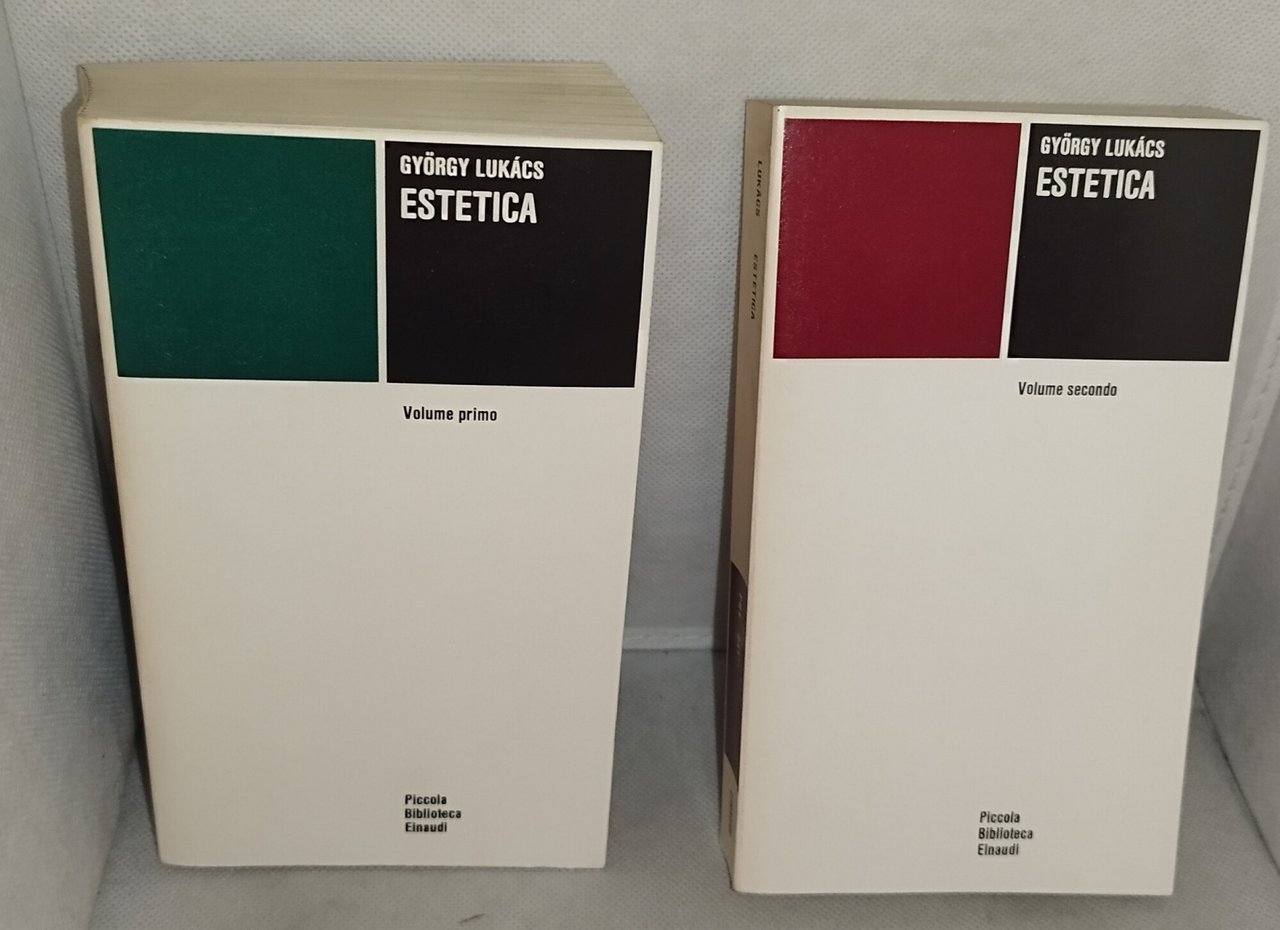 GYÖRGY LUKÁCS
ESTETICA
Volume primo
Piccola
Biblioteca
Einaudi
LUKÁCS ESTETICA
GYÖRGY LUKÁCS
ESTETICA
Volume secondo
Piccola
Biblioteca
Einaudi